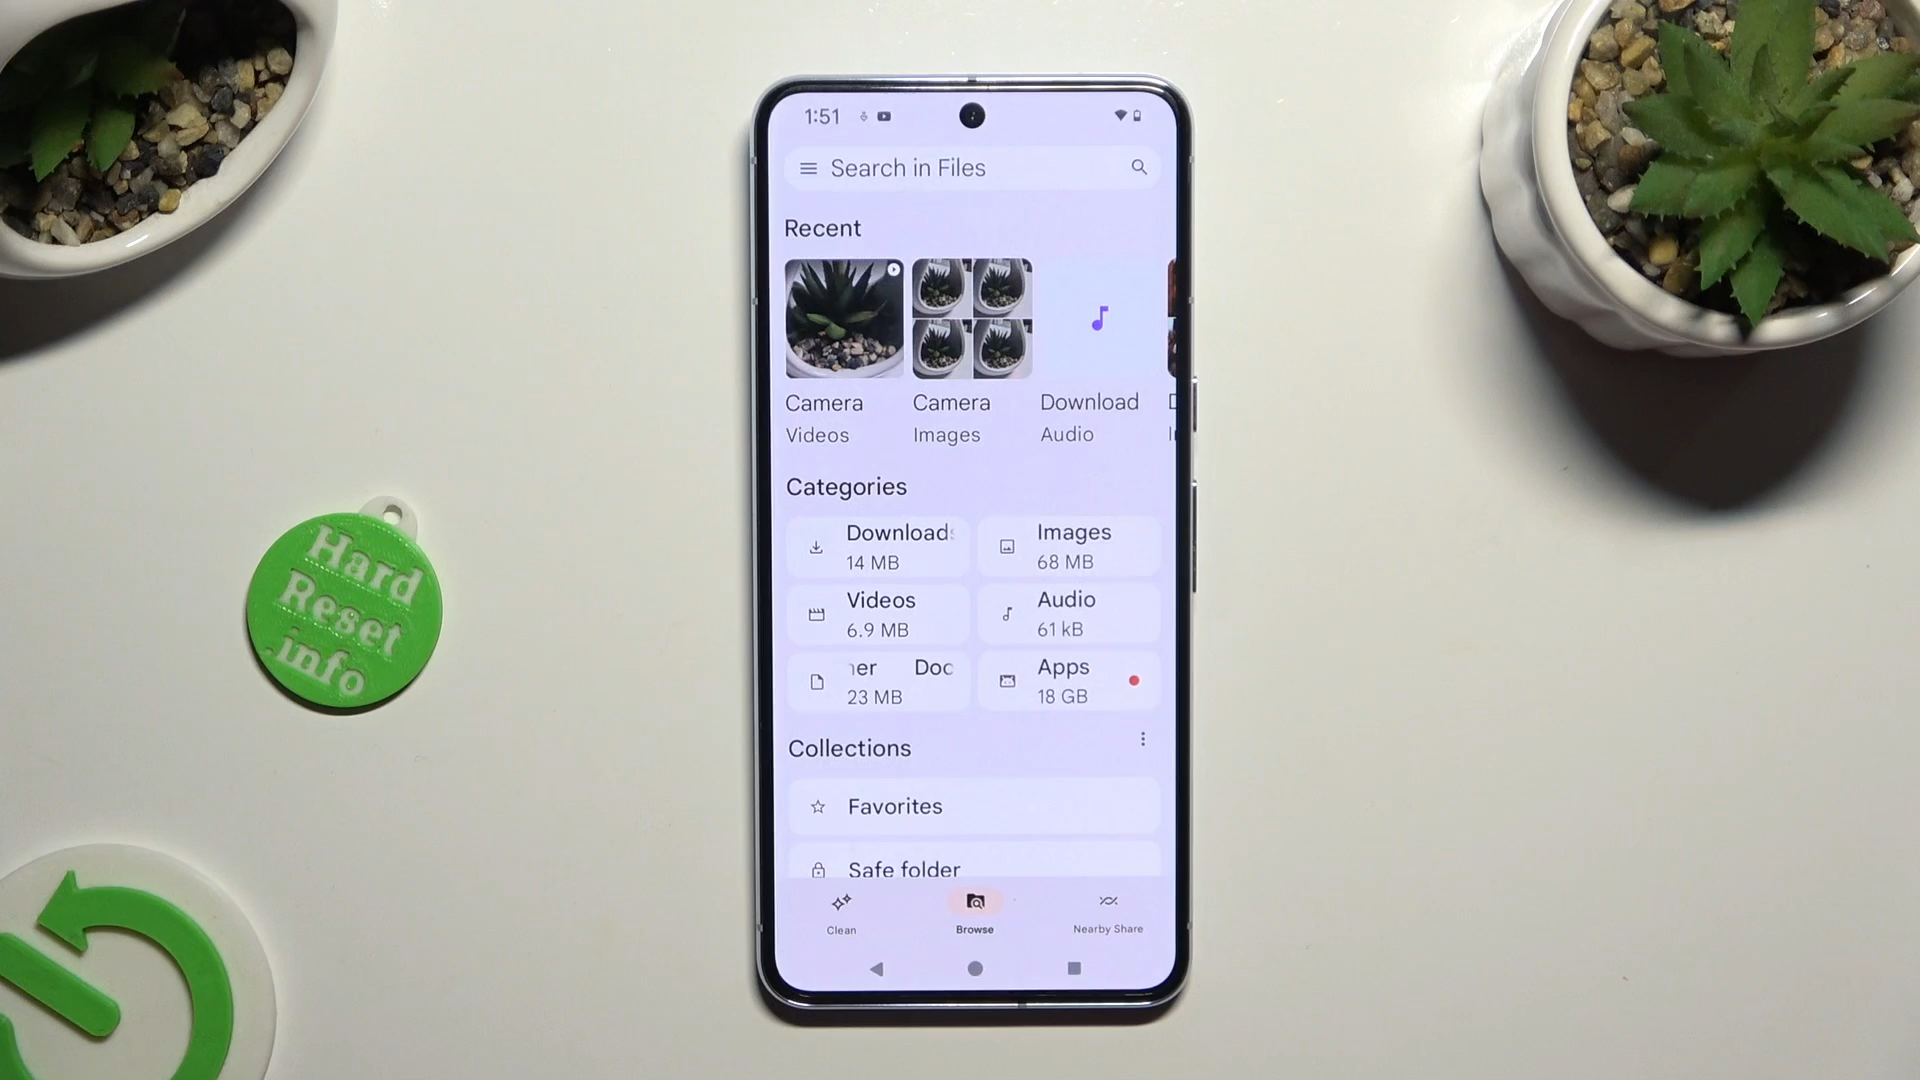 1:51
Search in Files
Recent
Camera
Videos
Camera
Images
Download
Audio
Categories
Downloads
14 MB
Images
68 MB
Videos
6.9 MB
Audio
61 kB
er Doc
23 MB
Apps
18 GB
Collections
Favorites
Safe folder
Clean
Browse
Nearby Share
Hard
Reset
.info